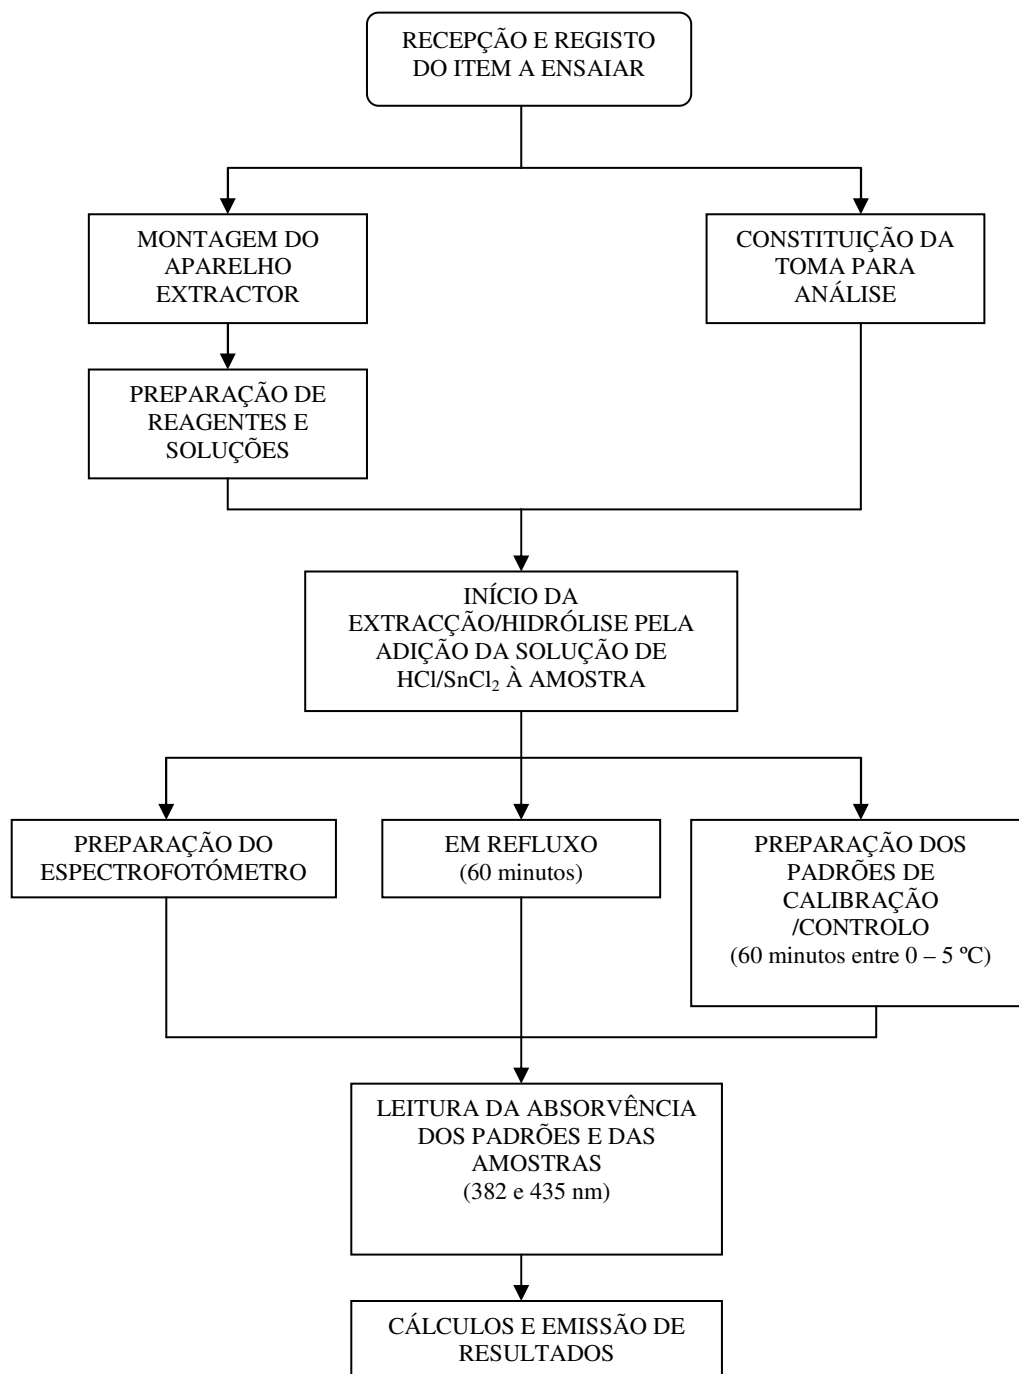 RECEPÇÃO E REGISTO
DO ITEM A ENSAIAR
MONTAGEM DO
APARELHO
EXTRACTOR
CONSTITUIÇÃO DA
TOMA PARA
ANÁLISE
PREPARAÇÃO DE
REAGENTES E
SOLUÇÕES
INÍCIO DA
EXTRACÇÃO/HIDRÓLISE PELA
ADIÇÃO DA SOLUÇÃO DE
HCl/SnCl₂ À AMOSTRA
PREPARAÇÃO DO
ESPECTROFOTÓMETRO
EM REFLUXO
(60 minutos)
PREPARAÇÃO DOS
PADRÕES DE
CALIBRAÇÃO
/CONTROLO
(60 minutos entre 0 – 5 ºC)
LEITURA DA ABSORVÊNCIA
DOS PADRÕES E DAS
AMOSTRAS
(382 e 435 nm)
CÁLCULOS E EMISSÃO DE
RESULTADOS